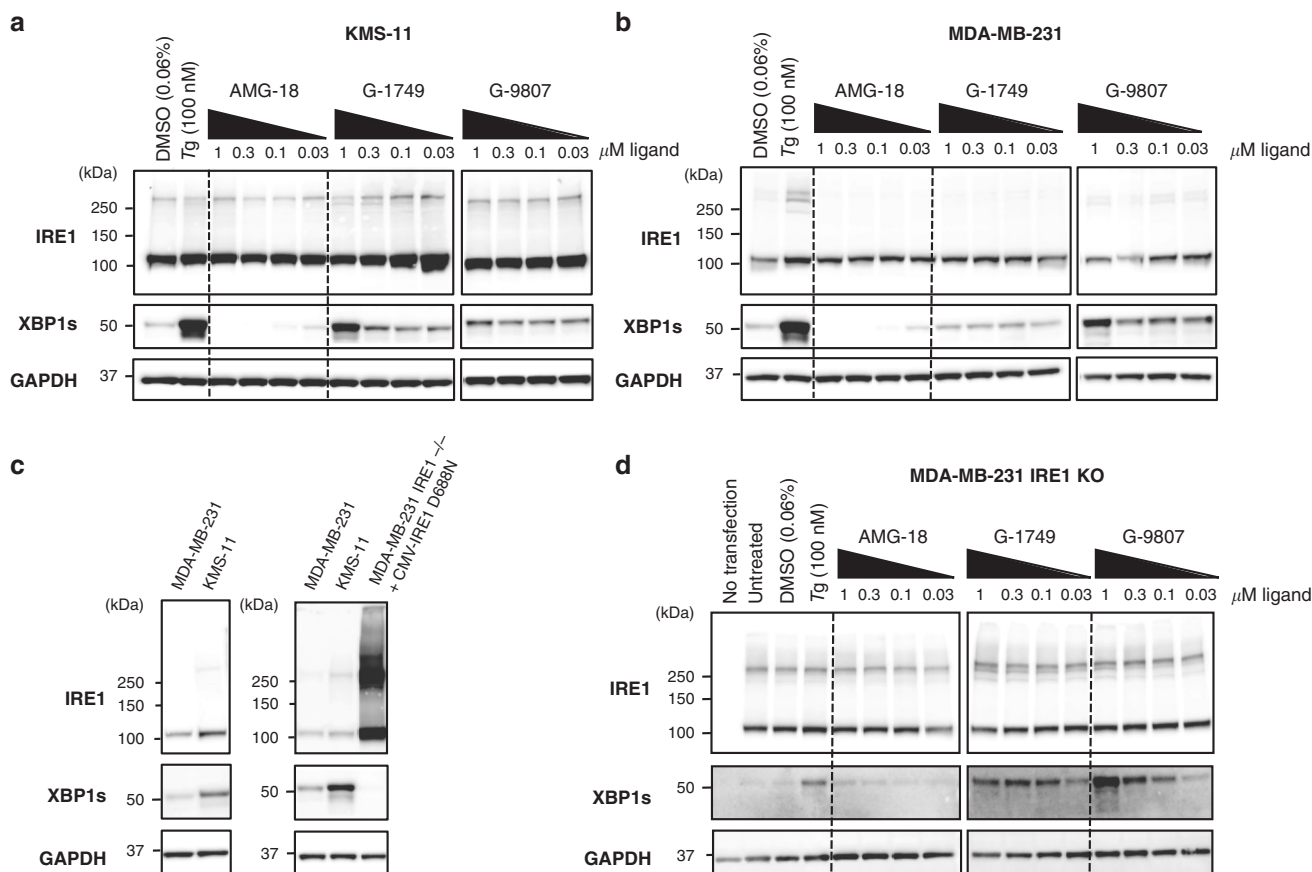 a
KMS-11
DMSO (0.06%)
Tg (100 nM)
AMG-18
G-1749
G-9807
1 0.3 0.1 0.03 1 0.3 0.1 0.03 1 0.3 0.1 0.03 μM ligand
(kDa)
250
150
100
IRE1
XBP1s
50
GAPDH
37
b
MDA-MB-231
DMSO (0.06%)
Tg (100 nM)
AMG-18
G-1749
G-9807
1 0.3 0.1 0.03 1 0.3 0.1 0.03 1 0.3 0.1 0.03
(kDa)
250
150
100
IRE1
XBP1s
50
GAPDH
37
c
MDA-MB-231
KMS-11
(kDa)
250
150
100
IRE1
XBP1s
50
GAPDH
37
MDA-MB-231
KMS-11
MDA-MB-231 IRE1 –/–
+ CMV-IRE1 D688N
(kDa)
250
150
100
50
37
d
MDA-MB-231 IRE1 KO
No transfection
Untreated
DMSO (0.06%)
Tg (100 nM)
AMG-18
G-1749
G-9807
1 0.3 0.1 0.03 1 0.3 0.1 0.03 1 0.3 0.1 0.03 μM ligand
(kDa)
250
150
100
IRE1
XBP1s
50
GAPDH
37